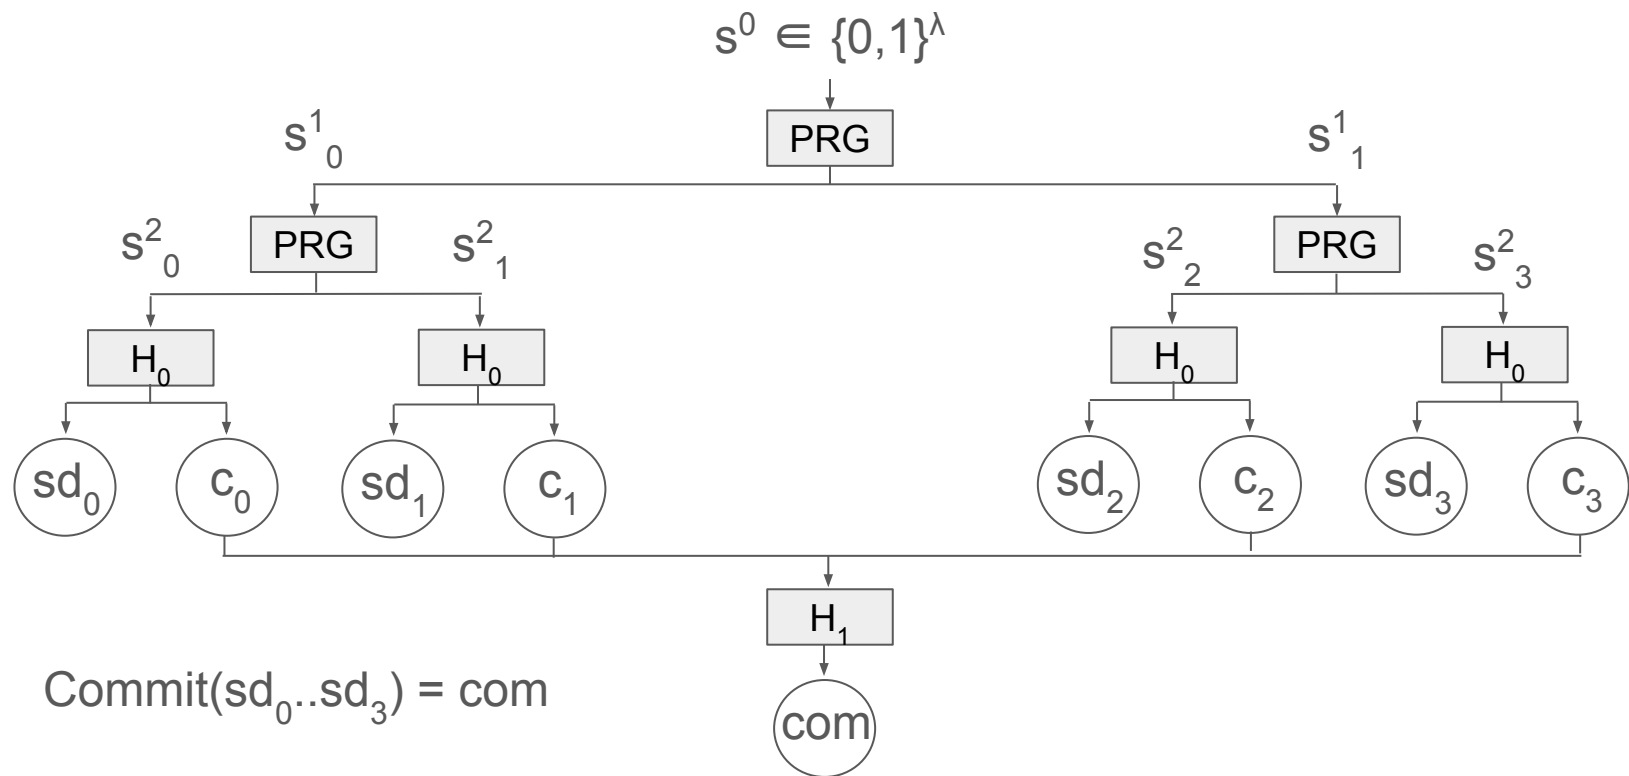 s⁰ ∈ {0,1}^λ
PRG
s¹₀ s¹₁
PRG PRG
s²₀ s²₁ s²₂ s²₃
H₀ H₀ H₀ H₀
sd₀ c₀ sd₁ c₁ sd₂ c₂ sd₃ c₃
H₁
Commit(sd₀..sd₃) = com
com